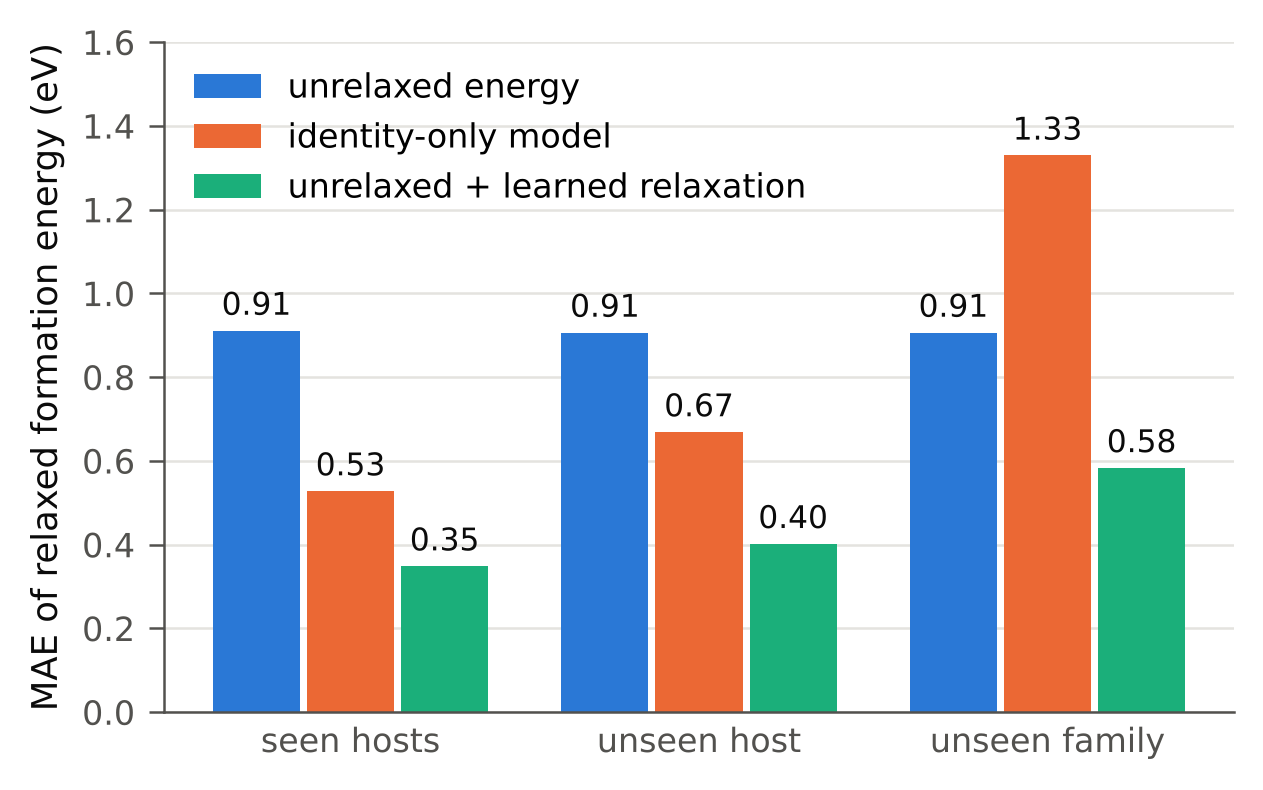 MAE of relaxed formation energy (eV)
1.6
1.4
1.2
1.0
0.8
0.6
0.4
0.2
0.0
unrelaxed energy
identity-only model
unrelaxed + learned relaxation
0.91
0.53
0.35
0.91
0.67
0.40
0.91
1.33
0.58
seen hosts
unseen host
unseen family